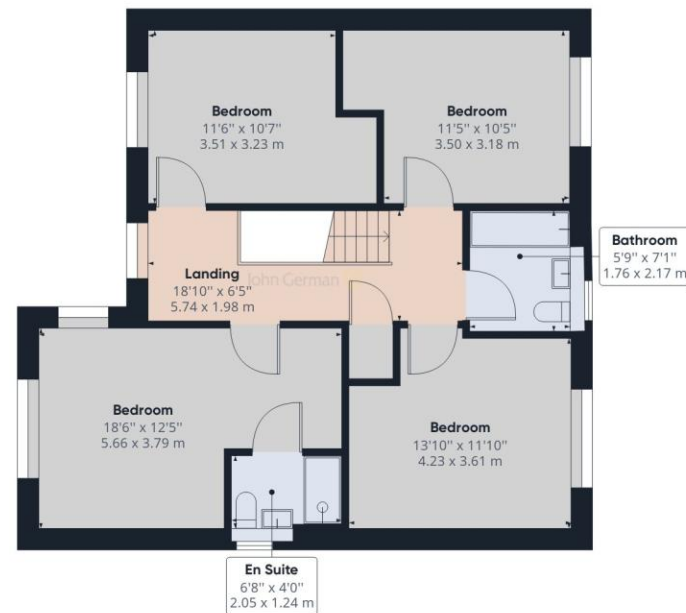 Bedroom
11'6" x 10'7"
3.51 x 3.23 m
Bedroom
11'5" x 10'5"
3.50 x 3.18 m
Bathroom
5'9" x 7'1"
1.76 x 2.17 m
Landing
John German
18'10" x 6'5"
5.74 x 1.98 m
Bedroom
18'6" x 12'5"
5.66 x 3.79 m
Bedroom
13'10" x 11'10"
4.23 x 3.61 m
En Suite
6'8" x 4'0"
2.05 x 1.24 m